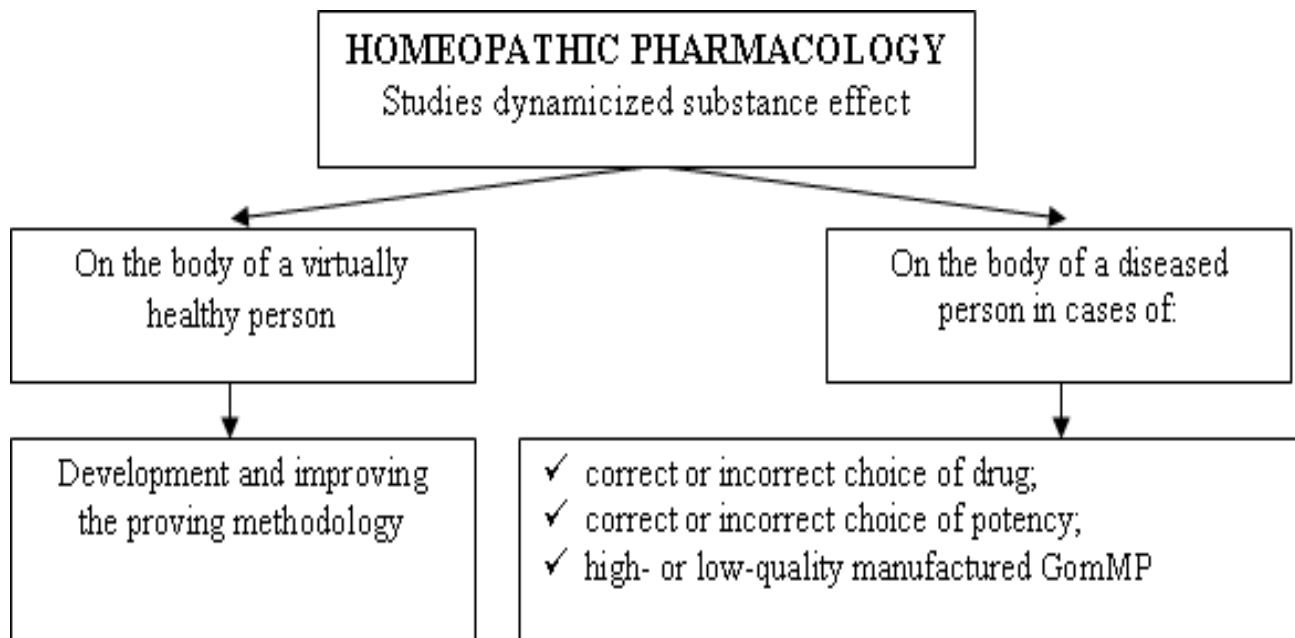 HOMEOPATHIC PHARMACOLOGY
Studies dynamicized substance effect
On the body of a virtually
healthy person
On the body of a diseased
person in cases of:
Development and improving
the proving methodology
✓ correct or incorrect choice of drug;
✓ correct or incorrect choice of potency;
✓ high- or low-quality manufactured GomMP